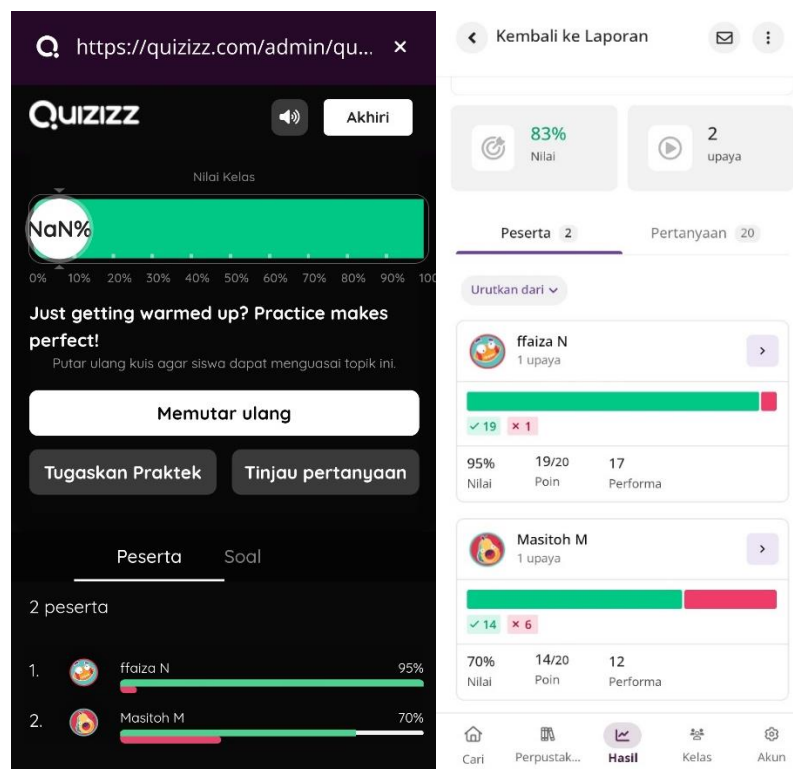 https://quizizz.com/admin/qu... ×
QUIZIZZ
Akhiri
Nilai Kelas
NaN%
0% 10% 20% 30% 40% 50% 60% 70% 80% 90% 100
Just getting warmed up? Practice makes
perfect!
Putar ulang kuis agar siswa dapat menguasai topik ini.
Memutar ulang
Tugaskan Praktek Tinjau pertanyaan
Peserta Soal
2 peserta
1. ffaiza N 95%
2. Masitoh M 70%
Kembali ke Laporan
83%
Nilai
2
upaya
Peserta 2 Pertanyaan 20
Urutkan dari
ffaiza N
1 upaya
✓ 19 × 1
95% 19/20 17
Nilai Poin Performa
Masitoh M
1 upaya
✓ 14 × 6
70% 14/20 12
Nilai Poin Performa
Cari Perpustak... Hasil Kelas Akun